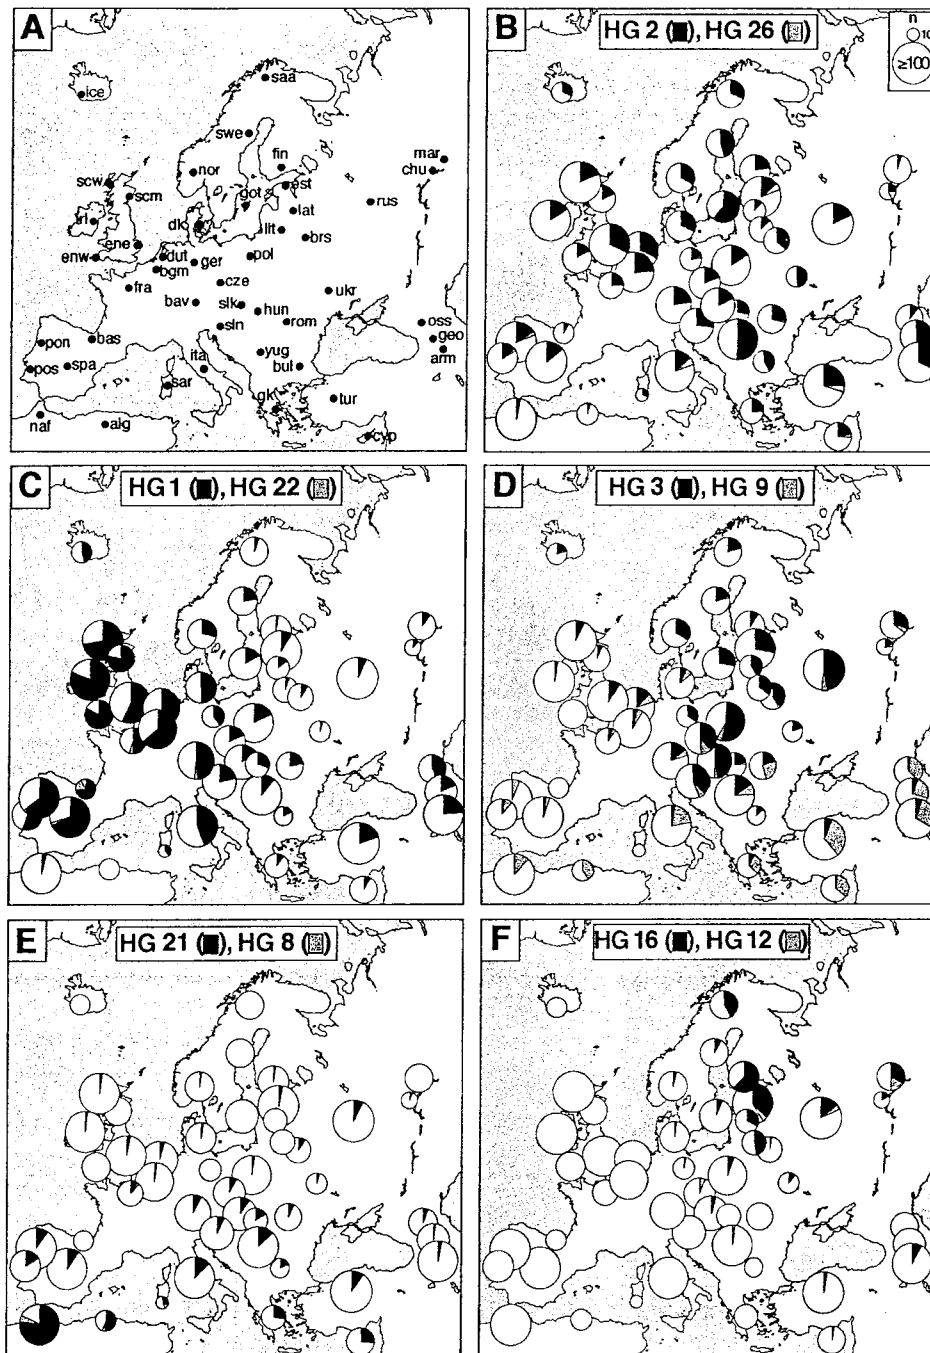 A
ice
saa
swe
fin
mar
chu
nor
scw
scm
got
est
rus
irl
lat
dk
lit
brs
ene
enw
dut
ger
pol
bgm
fra
cze
ukr
bav
slk
hun
rom
sln
oss
geo
arm
pon
bas
yug
bul
ita
pos
spa
sar
gk
tur
naf
alg
cyp
B
HG 2 (■), HG 26 (▒)
n
10
≥100
C
HG 1 (■), HG 22 (▒)
D
HG 3 (■), HG 9 (▒)
E
HG 21 (■), HG 8 (▒)
F
HG 16 (■), HG 12 (▒)